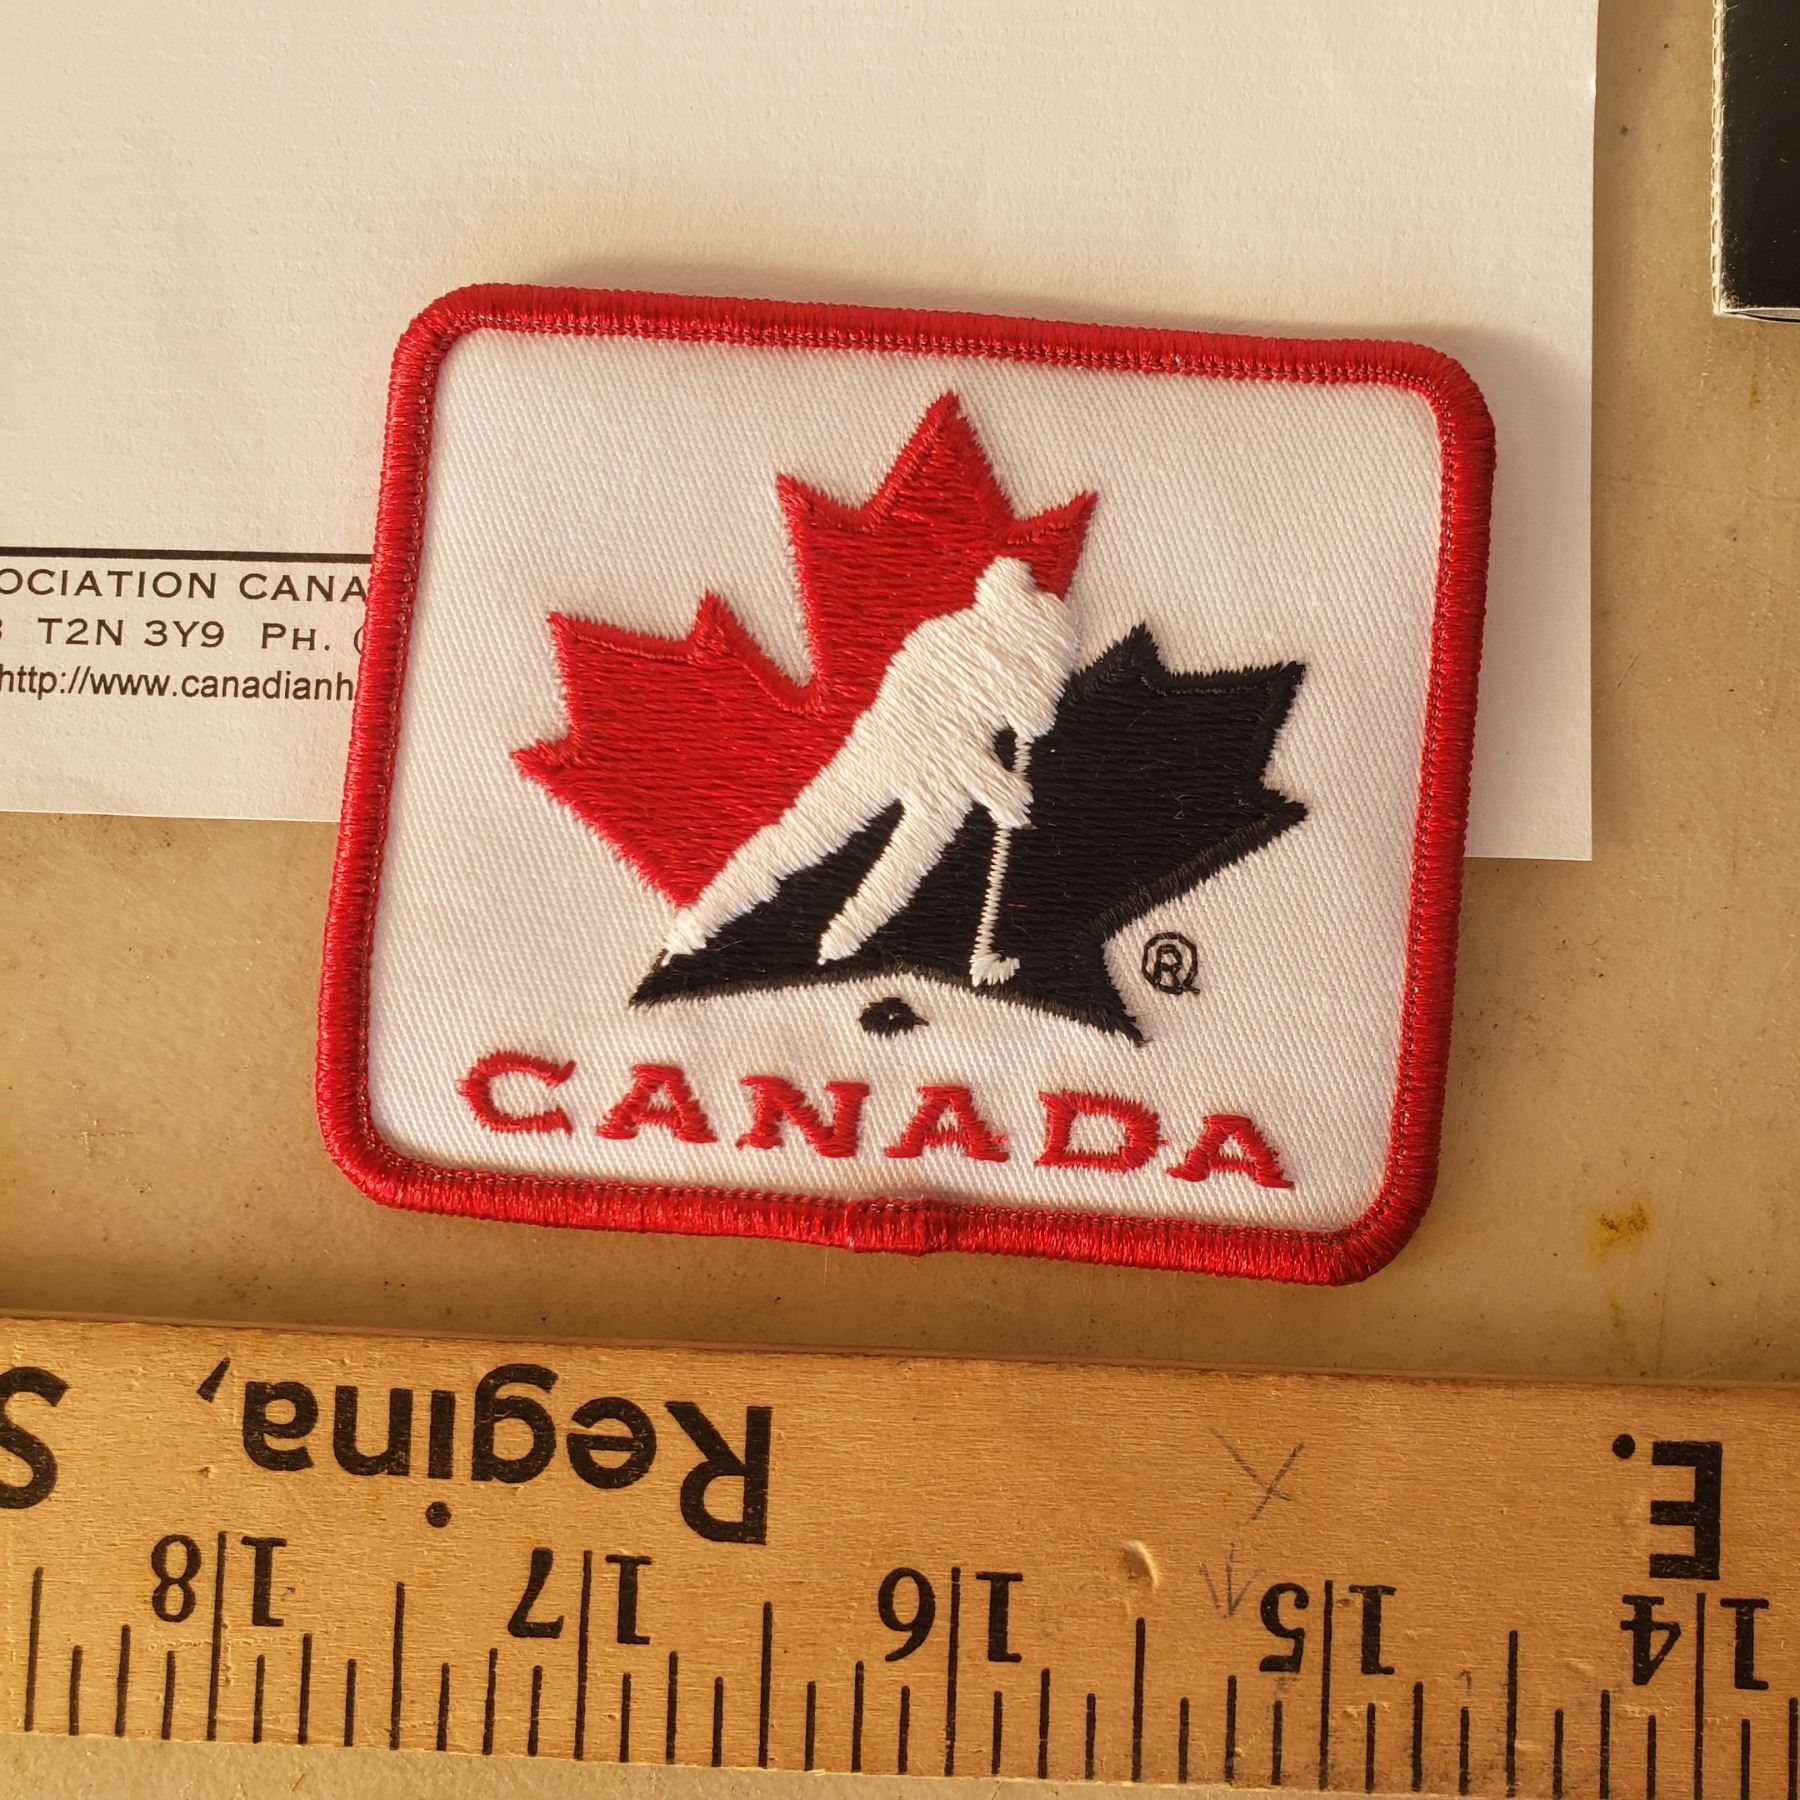 OCIATION CANA
T2N 3Y9 PH. (
http://www.canadianh
®
CANADA
E.
Regina, S
14 15 16 17 18